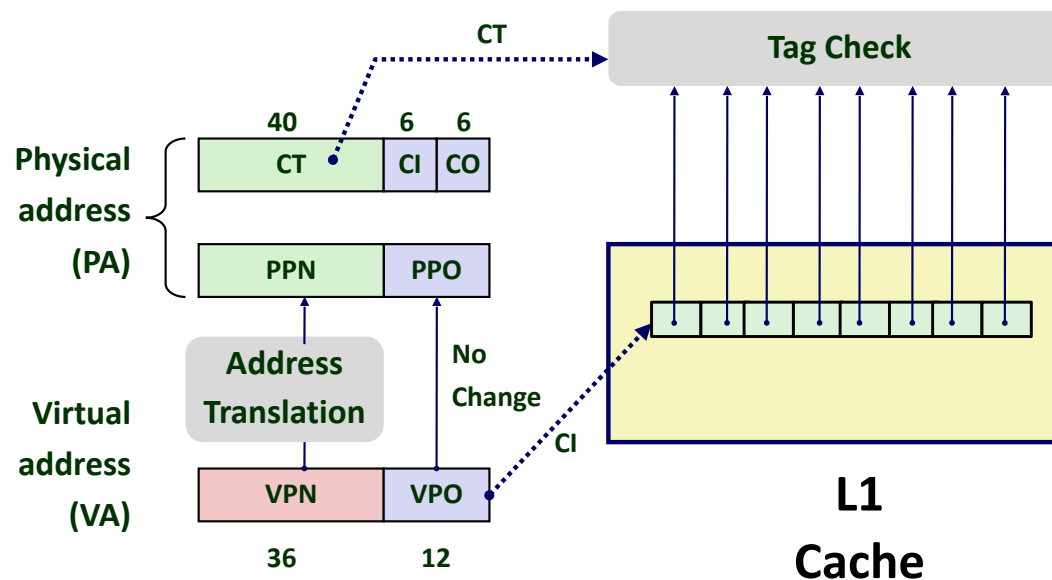 CT
Tag Check
40 6 6
CT CI CO
Physical
address
(PA)
PPN PPO
Address
Translation
No
Change
CI
Virtual
address
(VA)
VPN VPO
36 12
L1
Cache